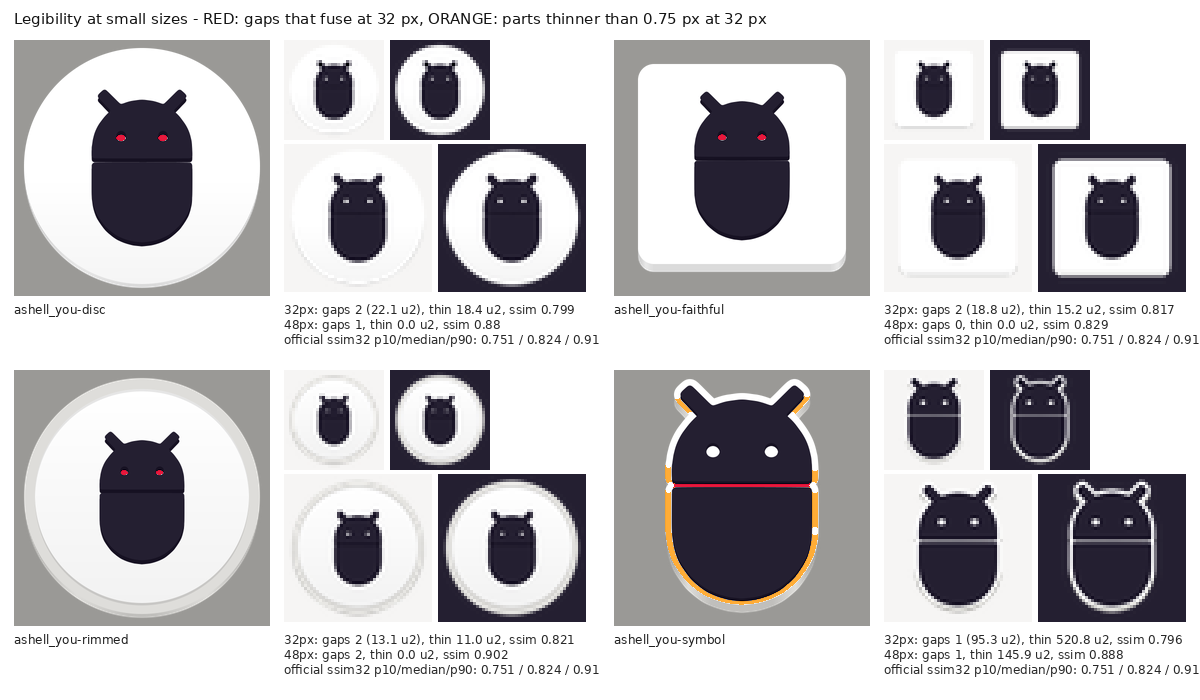 Legibility at small sizes - RED: gaps that fuse at 32 px, ORANGE: parts thinner than 0.75 px at 32 px
ashell_you-disc
32px: gaps 2 (22.1 u2), thin 18.4 u2, ssim 0.799
48px: gaps 1, thin 0.0 u2, ssim 0.88
official ssim32 p10/median/p90: 0.751 / 0.824 / 0.91
ashell_you-faithful
32px: gaps 2 (18.8 u2), thin 15.2 u2, ssim 0.817
48px: gaps 0, thin 0.0 u2, ssim 0.829
official ssim32 p10/median/p90: 0.751 / 0.824 / 0.91
ashell_you-rimmed
32px: gaps 2 (13.1 u2), thin 11.0 u2, ssim 0.821
48px: gaps 2, thin 0.0 u2, ssim 0.902
official ssim32 p10/median/p90: 0.751 / 0.824 / 0.91
ashell_you-symbol
32px: gaps 1 (95.3 u2), thin 520.8 u2, ssim 0.796
48px: gaps 1, thin 145.9 u2, ssim 0.888
official ssim32 p10/median/p90: 0.751 / 0.824 / 0.91